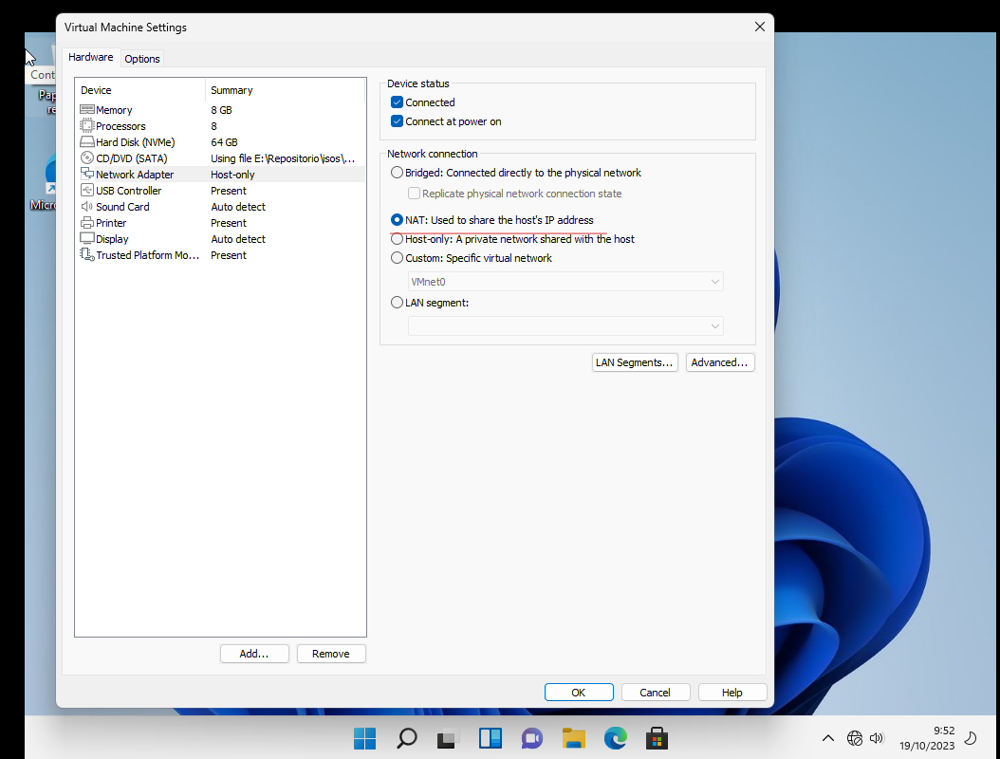 Virtual Machine Settings
Hardware
Options
Device Summary
Memory 8 GB
Processors 8
Hard Disk (NVMe) 64 GB
CD/DVD (SATA) Using file E:\Repositorio\isos\...
Network Adapter Host-only
USB Controller Present
Sound Card Auto detect
Printer Present
Display Auto detect
Trusted Platform Mo... Present
Add...
Remove
Device status
Connected
Connect at power on
Network connection
Bridged: Connected directly to the physical network
Replicate physical network connection state
NAT: Used to share the host's IP address
Host-only: A private network shared with the host
Custom: Specific virtual network
VMnet0
LAN segment:
LAN Segments...
Advanced...
OK
Cancel
Help
Cont
Pap
re
Micro
9:52
19/10/2023